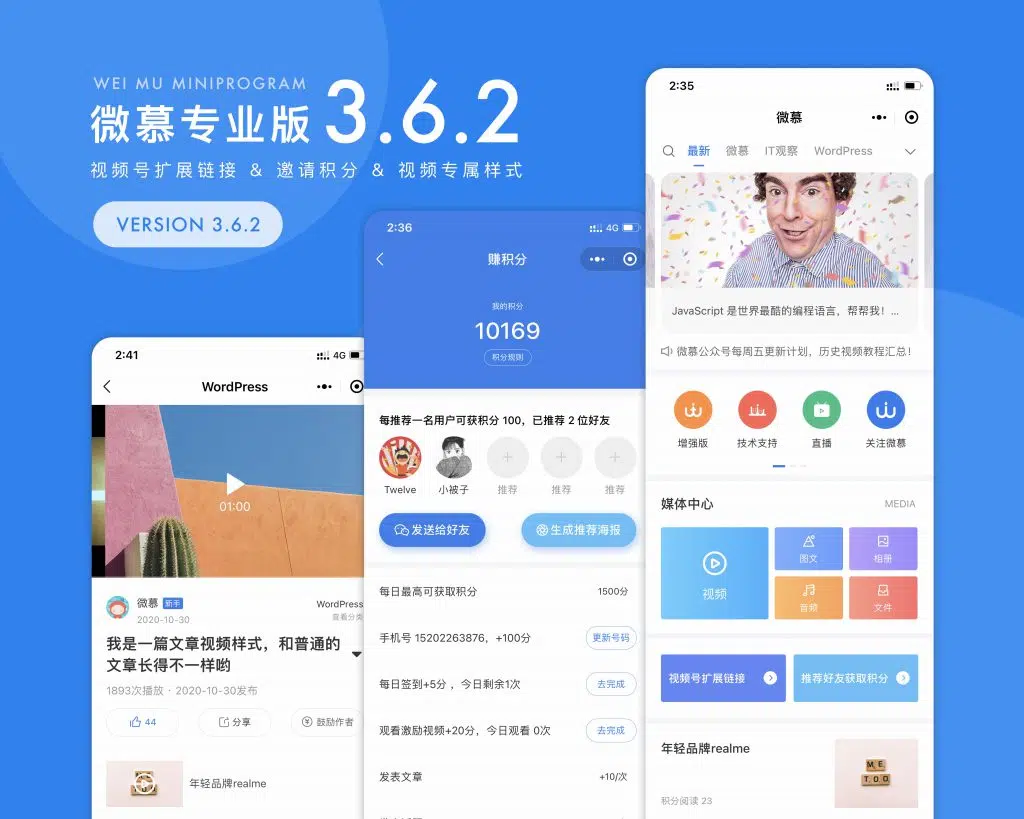 WEI MU MINIPROGRAM
微慕专业版 3.6.2
视频号扩展链接 & 邀请积分 & 视频专属样式
VERSION 3.6.2
2:41
4G
WordPress
01:00
微慕 新手
2020-10-30
WordPress
查看分类
我是一篇文章视频样式，和普通的
文章长得不一样哟
1893次播放 · 2020-10-30发布
44
分享
鼓励作者
年轻品牌realme
2:36
4G
赚积分
我的积分
10169
积分规则
每推荐一名用户可获积分 100，已推荐 2 位好友
Twelve
小被子
推荐
推荐
推荐
发送给好友
生成推荐海报
每日最高可获取积分
1500分
手机号 15202263876，+100分
更新号码
每日签到+5分 ，今日剩余1次
去完成
观看激励视频+20分，今日观看 0次
去完成
发表文章
+10/次
2:35
微慕
最新 微慕 IT观察 WordPress
JavaScript 是世界最酷的编程语言，帮帮我！...
微慕公众号每周五更新计划，历史视频教程汇总！
增强版
技术支持
直播
关注微慕
媒体中心
MEDIA
视频
图文
相册
音频
文件
视频号扩展链接
推荐好友获取积分
年轻品牌realme
积分阅读 23
ME
TOO